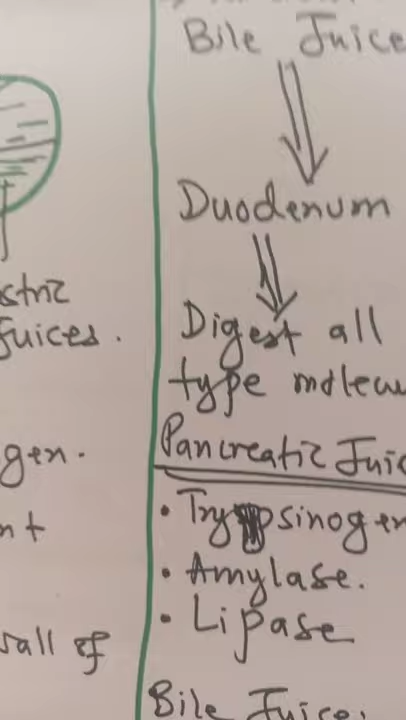 stric
Juices.
gen.
nt
wall of
Bile Juice
Duodenum
Digest all
type molecu
Pancreatic Juic
• Trypsinogen
• Amylase.
• Lipase
Bile Juice: